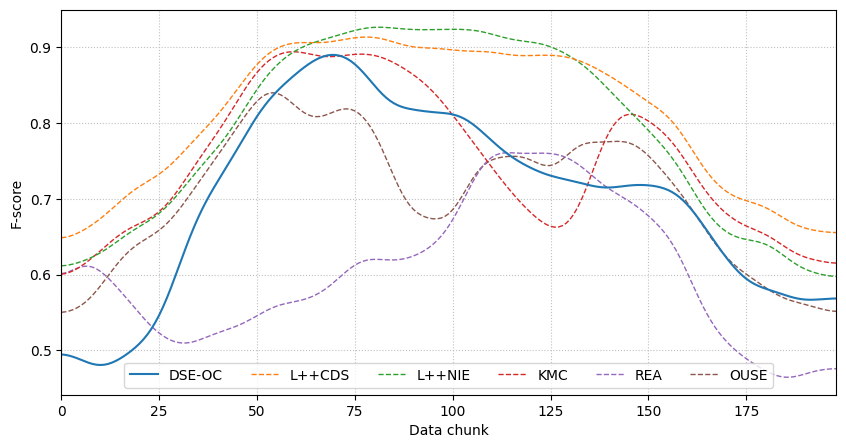 0.9
0.8
0.7
0.6
0.5
F-score
DSE-OC L++CDS L++NIE KMC REA OUSE
0 25 50 75 100 125 150 175
Data chunk